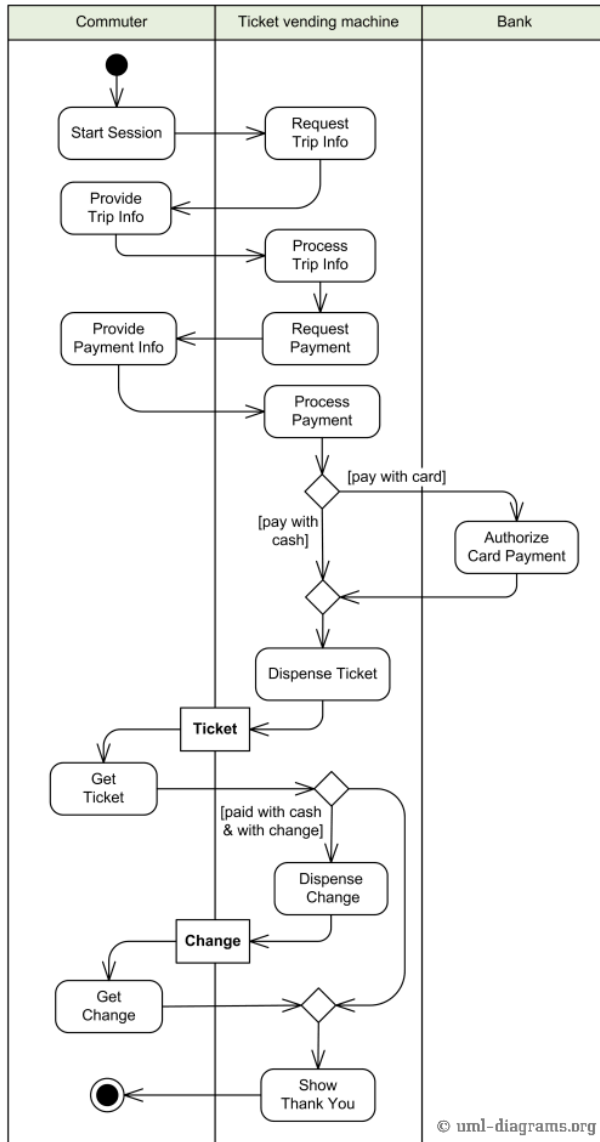 Commuter
Ticket vending machine
Bank
Start Session
Request
Trip Info
Provide
Trip Info
Process
Trip Info
Provide
Payment Info
Request
Payment
Process
Payment
[pay with card]
[pay with
cash]
Authorize
Card Payment
Dispense Ticket
Ticket
Get
Ticket
[paid with cash
& with change]
Dispense
Change
Change
Get
Change
Show
Thank You
© uml-diagrams.org